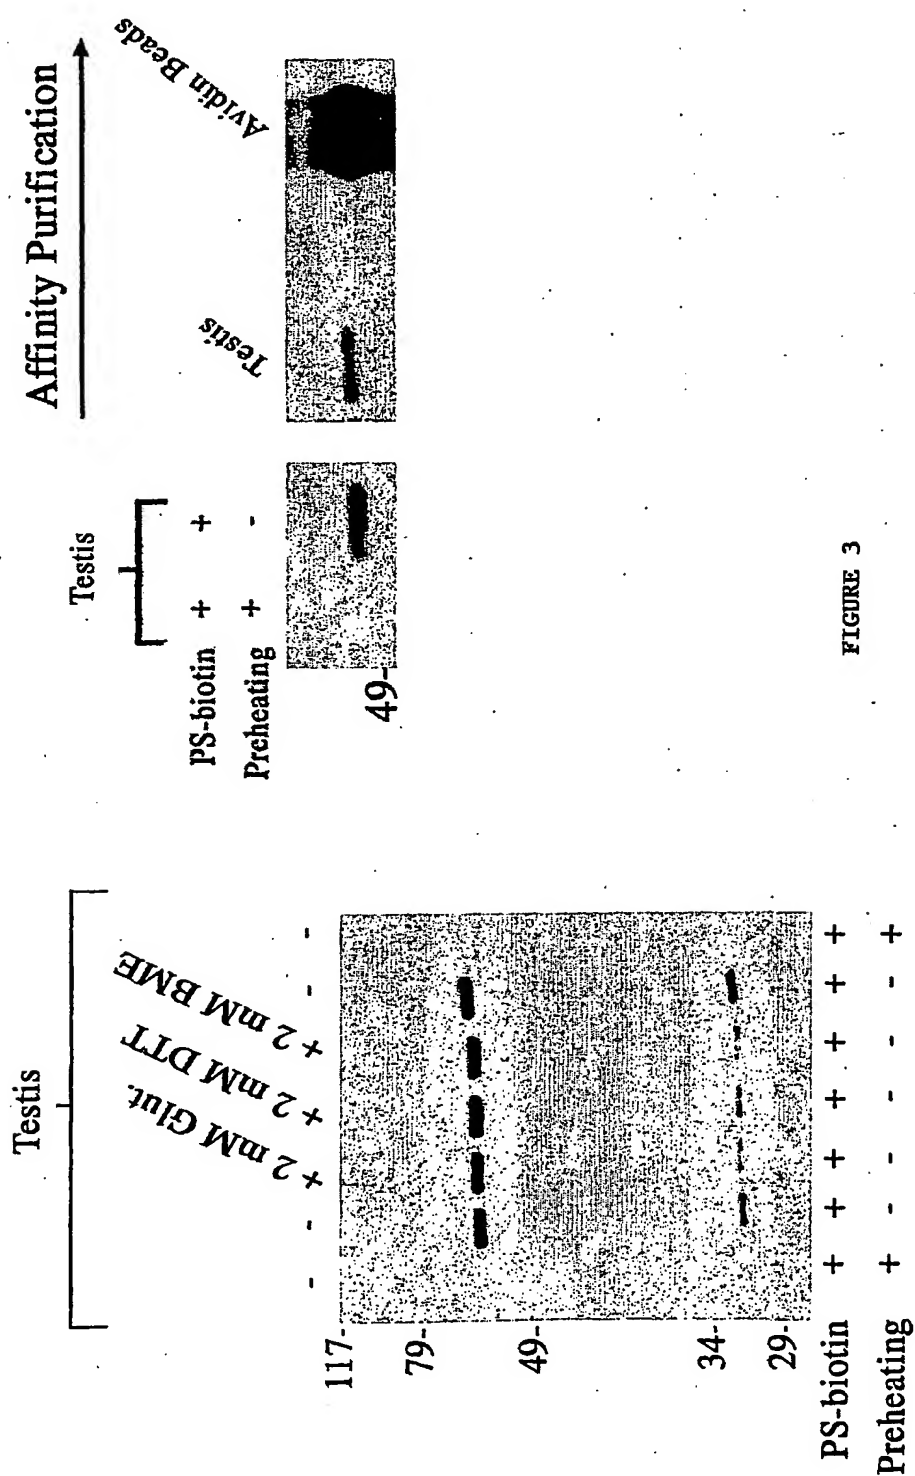 Testis
+ 2 mM Glut.
+ 2 mM DTT
+ 2 mM BME
- - + + + - -
117-
79-
49-
34-
29-
PS-biotin + + + + + + +
Preheating + - - - - - +
Testis
PS-biotin + +
Preheating + -
49-
Affinity Purification
Testis
Avidin Beads
FIGURE 3